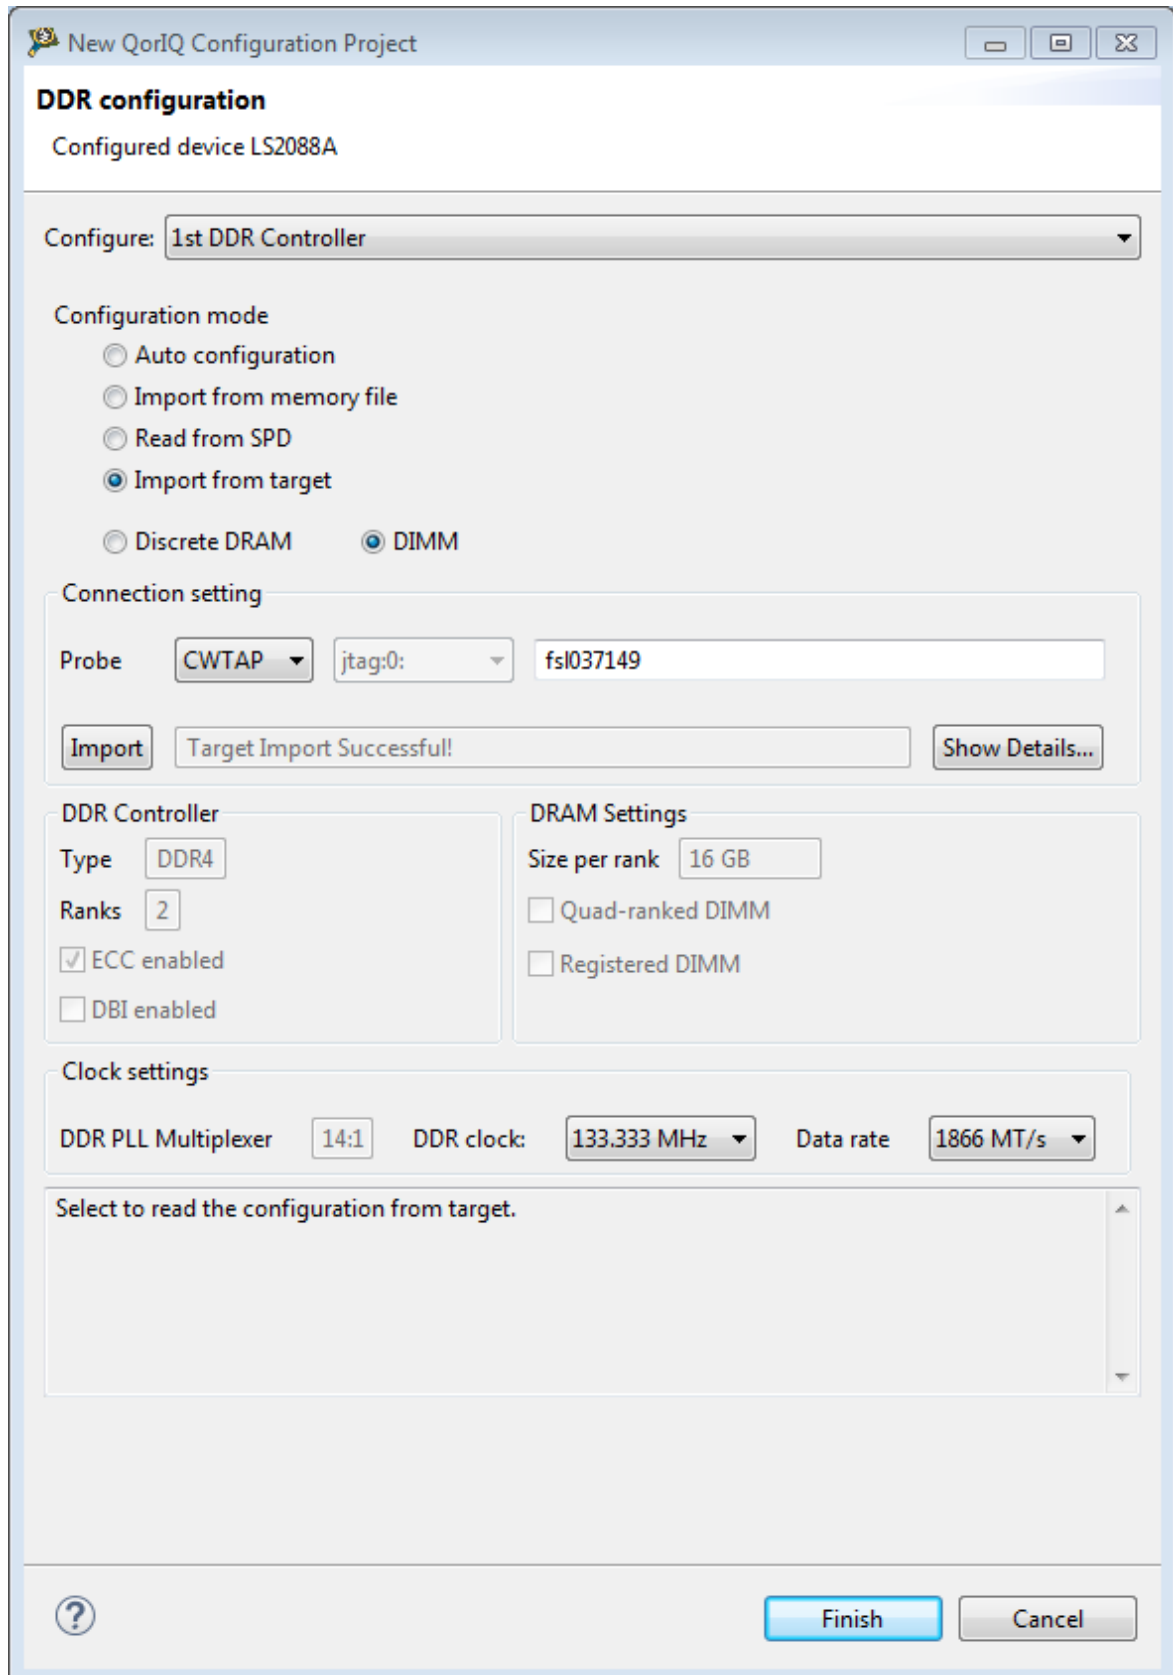 New QorIQ Configuration Project
DDR configuration
Configured device LS2088A
Configure: 1st DDR Controller
Configuration mode
Auto configuration
Import from memory file
Read from SPD
Import from target
Discrete DRAM DIMM
Connection setting
Probe CWTAP jtag:0: fsl037149
Import Target Import Successful! Show Details...
DDR Controller DRAM Settings
Type DDR4 Size per rank 16 GB
Ranks 2 Quad-ranked DIMM
ECC enabled Registered DIMM
DBI enabled
Clock settings
DDR PLL Multiplexer 14:1 DDR clock: 133.333 MHz Data rate 1866 MT/s
Select to read the configuration from target.
? Finish Cancel